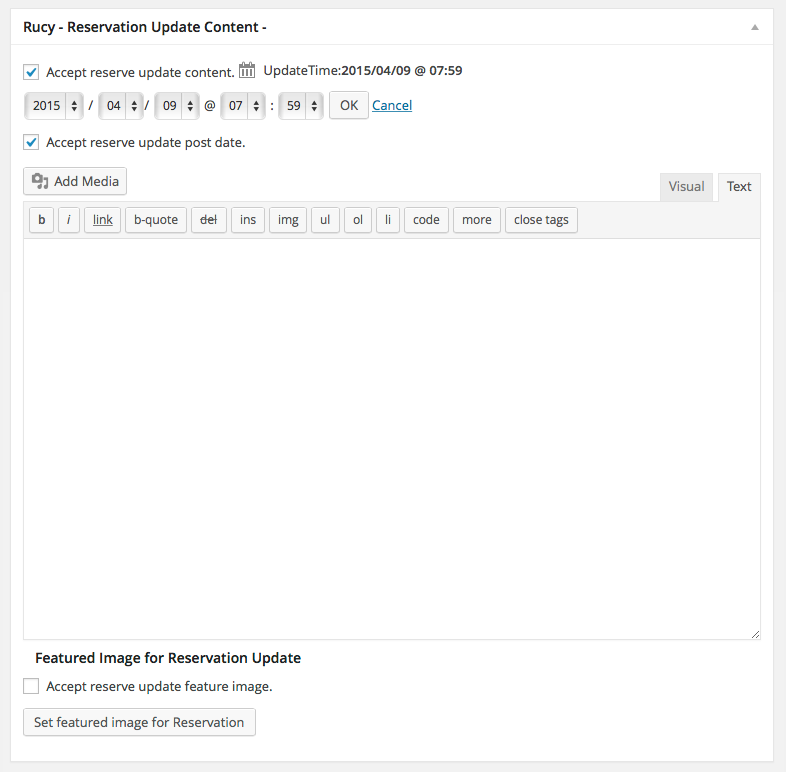 Rucy - Reservation Update Content -
Accept reserve update content. UpdateTime:2015/04/09 @ 07:59
2015 / 04 / 09 @ 07 : 59 OK Cancel
Accept reserve update post date.
Add Media
Visual Text
b i link b-quote del ins img ul ol li code more close tags
Featured Image for Reservation Update
Accept reserve update feature image.
Set featured image for Reservation